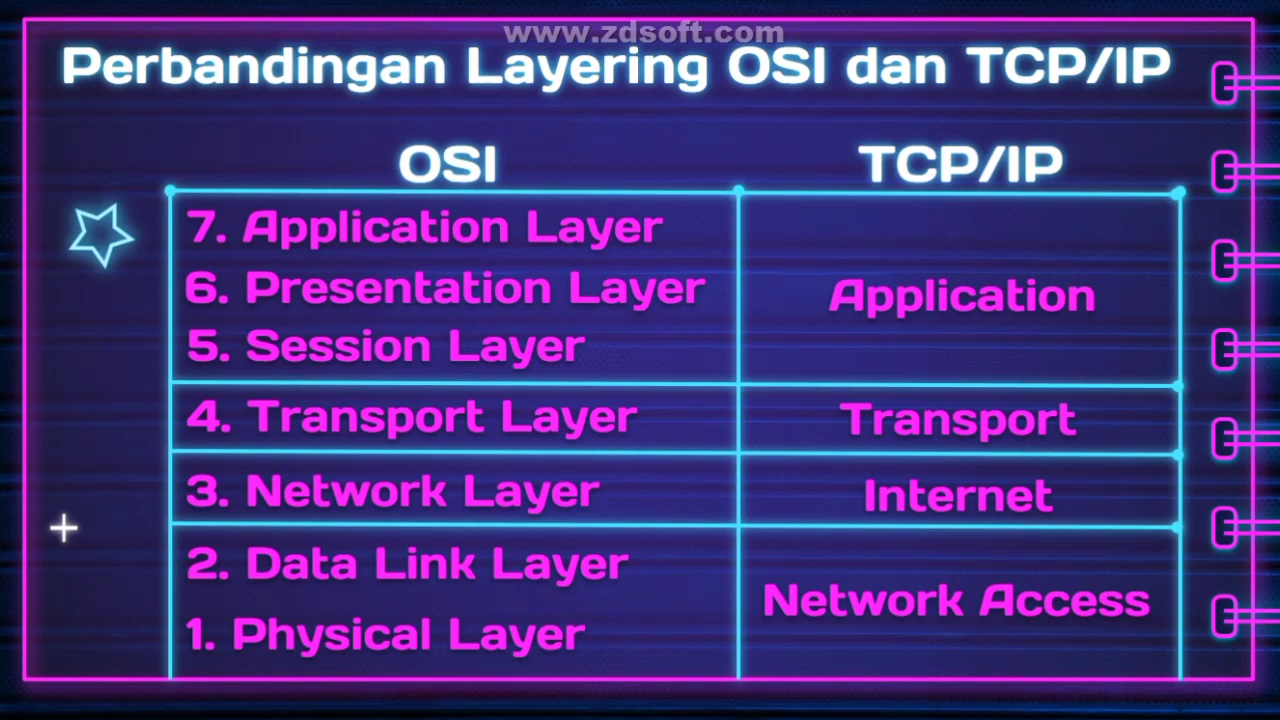 www.zdsoft.com
Perbandingan Layering OSI dan TCP/IP
OSI
TCP/IP
7. Application Layer
6. Presentation Layer
5. Session Layer
Application
4. Transport Layer
Transport
3. Network Layer
Internet
2. Data Link Layer
1. Physical Layer
Network Access